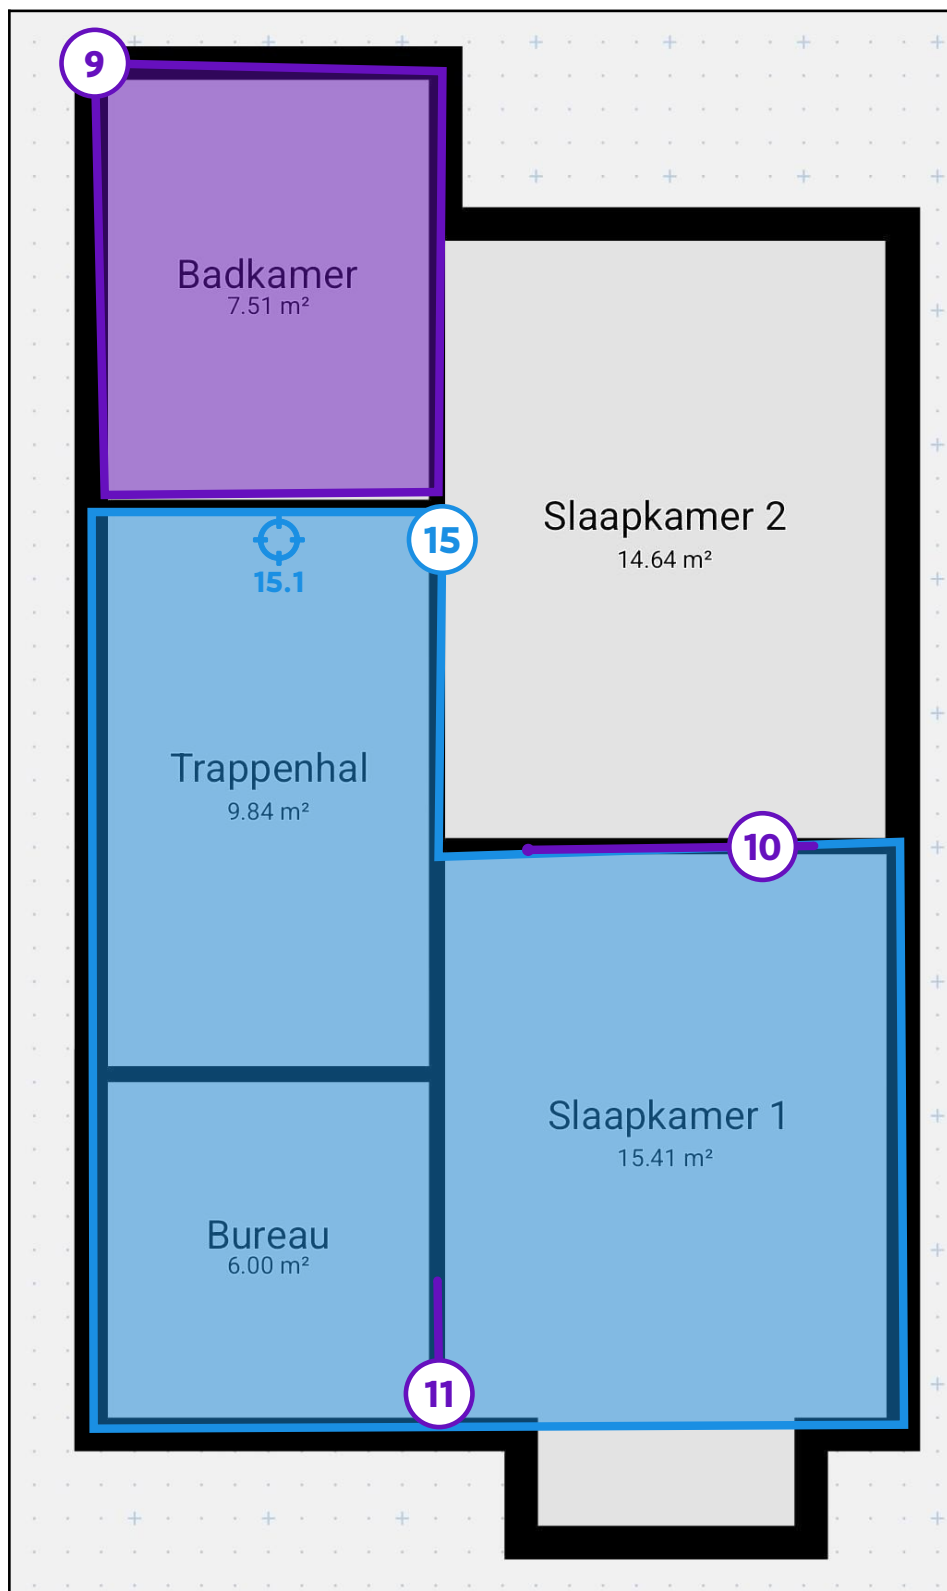 9
Badkamer
7.51 m²
Slaapkamer 2
14.64 m²
15
15.1
Trappenhal
9.84 m²
10
Slaapkamer 1
15.41 m²
Bureau
6.00 m²
11